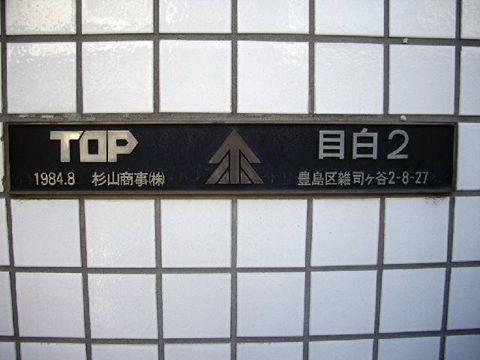 TOP
目白2
1984.8 杉山商事㈱
豊島区雑司ヶ谷2-8-27